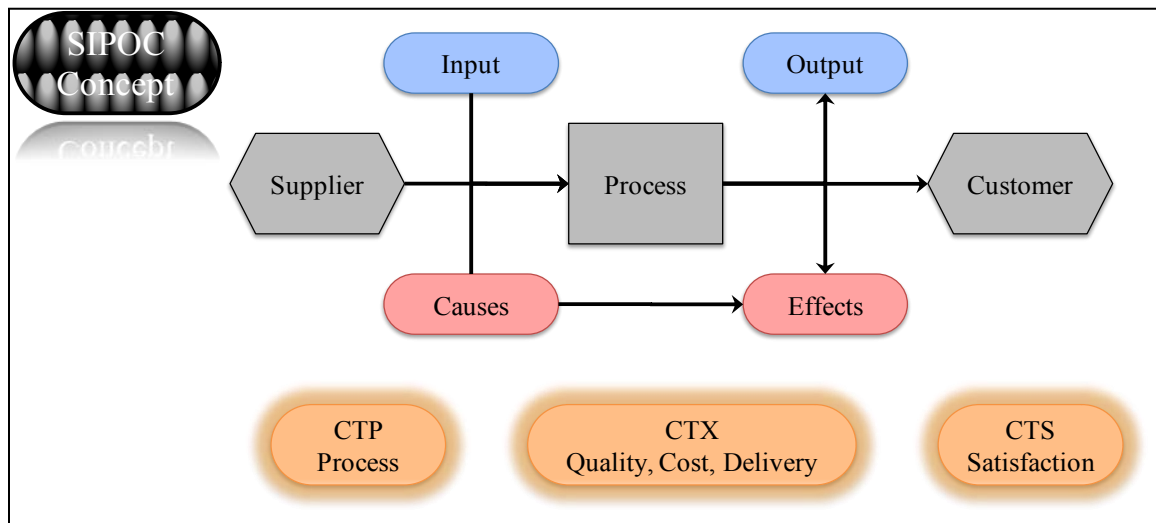 SIPOC
Concept
Input
Output
Supplier
Process
Customer
Causes
Effects
CTP
Process
CTX
Quality, Cost, Delivery
CTS
Satisfaction